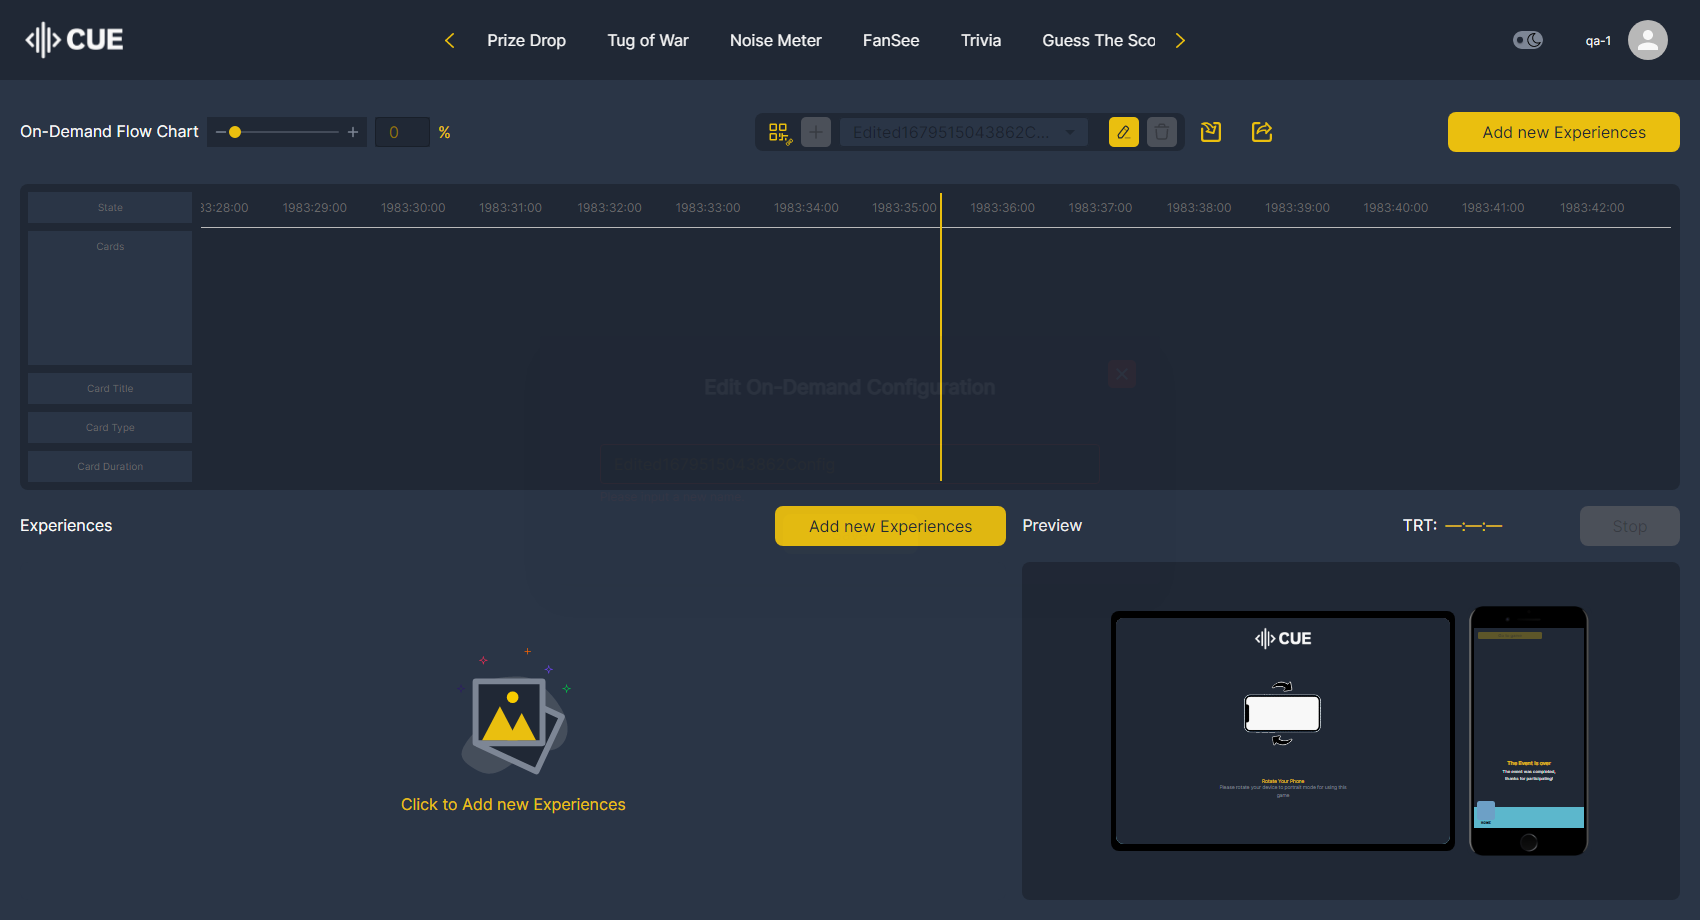 CUE
Prize Drop Tug of War Noise Meter FanSee Trivia Guess The Sco
qa-1
On-Demand Flow Chart 0 %
Edited1679515043862C...
Add new Experiences
State 83:28:00 1983:29:00 1983:30:00 1983:31:00 1983:32:00 1983:33:00 1983:34:00 1983:35:00 1983:36:00 1983:37:00 1983:38:00 1983:39:00 1983:40:00 1983:41:00 1983:42:00
Cards
Edit On-Demand Configuration
Card Title
Card Type
Card Duration
Edited1679515043862Config
Experiences
Add new Experiences
Preview
TRT: —:—:—
Stop
CUE
Rotate Your Phone
Please rotate your device to portrait mode for using this
game
The Event is over
The event was completed,
thanks for participating!
HOME
Click to Add new Experiences